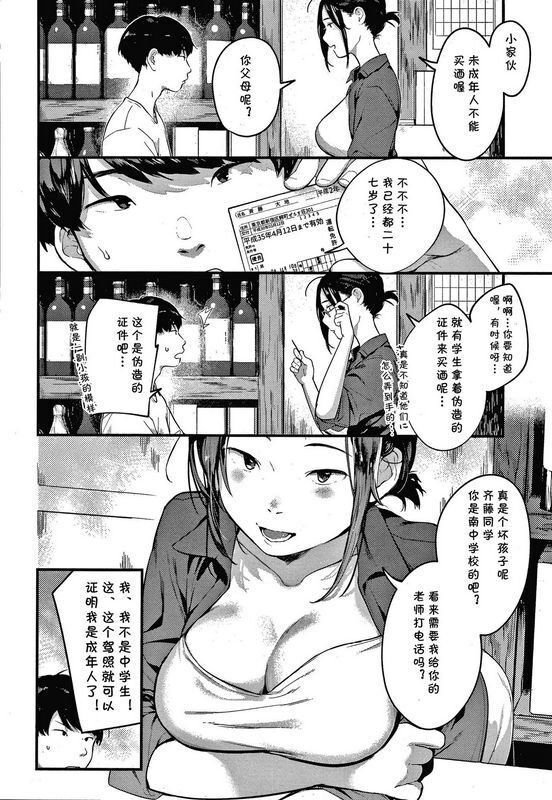 小家伙
未成年人不能
买酒喔
你父母呢？
不不不…
我已经都二十
七岁了…
平成35年4月12日まで有効
啊啊…你要知道
喔，有时候呀…
就有学生拿着伪造的
证件来买酒呢…
真是不知道他们
怎么弄到手的…
这个是伪造的
证件吧…
就是一副小孩的模样
真是个坏孩子呢
齐藤同学
你是南中学校的吧？
看来需要我给你的
老师打电话吗？
我、我不是中学生！
这、这个驾照就可以
证明我是成年人了！